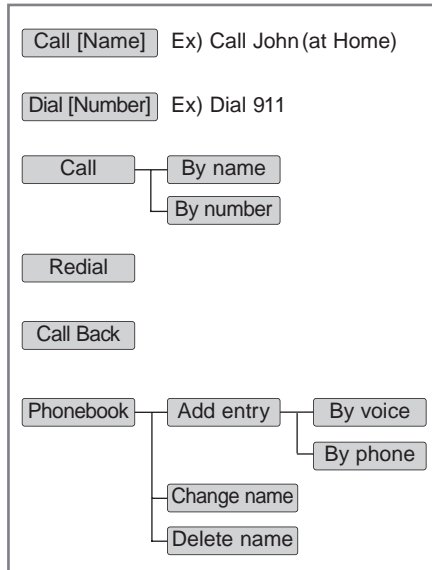 Call [Name] Ex) Call John (at Home)
Dial [Number] Ex) Dial 911
Call By name
By number
Redial
Call Back
Phonebook Add entry By voice
By phone
Change name
Delete name